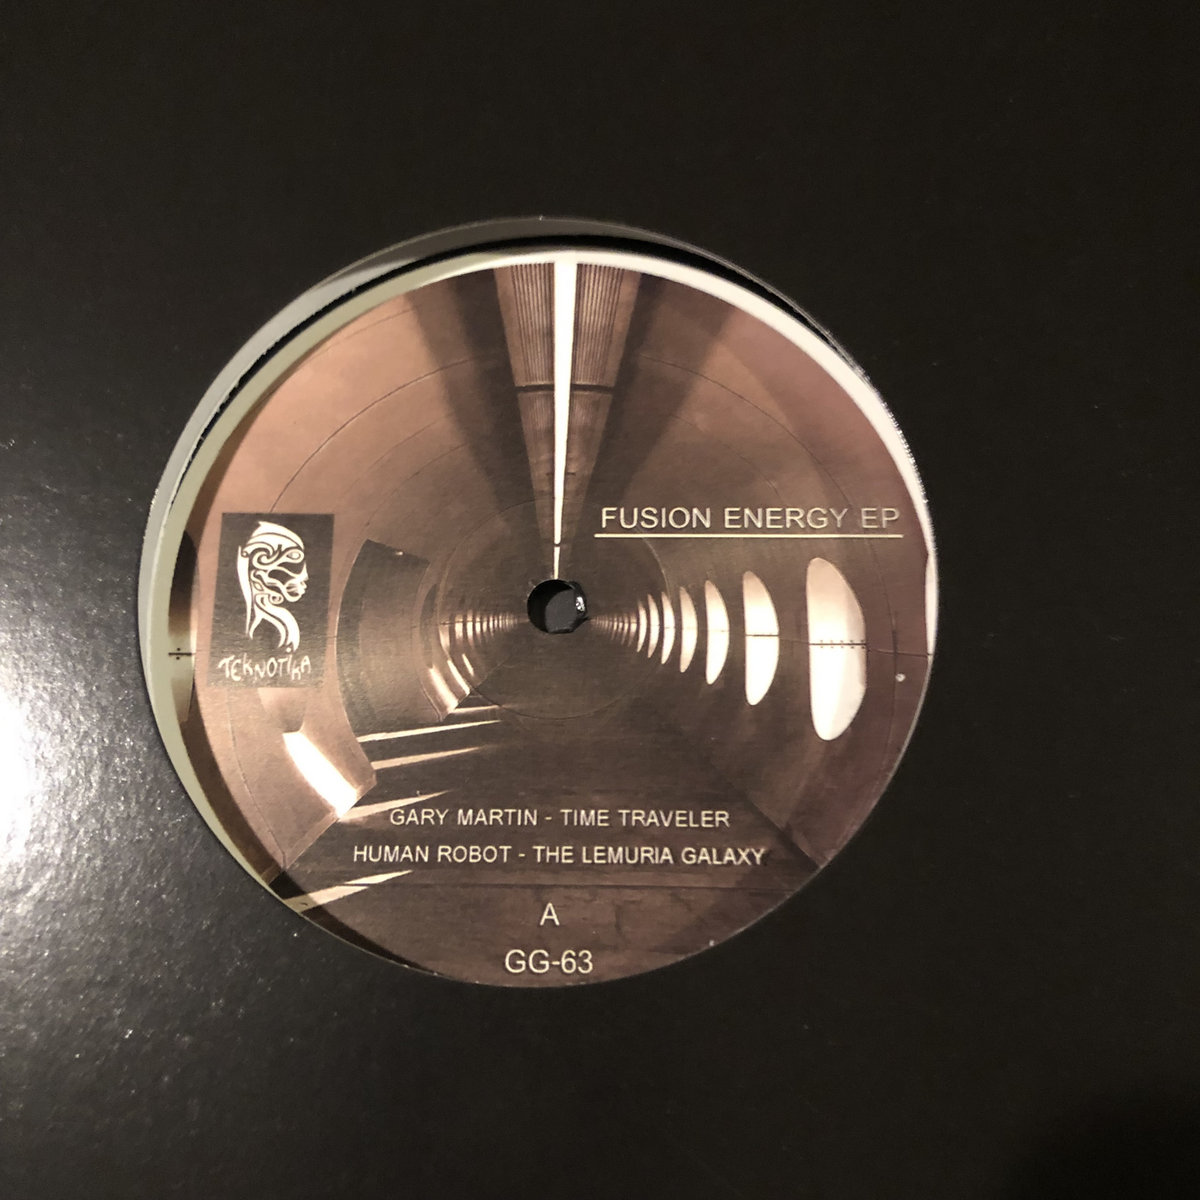 FUSION ENERGY EP
TEKNOTIKA
GARY MARTIN - TIME TRAVELER
HUMAN ROBOT - THE LEMURIA GALAXY
A
GG-63